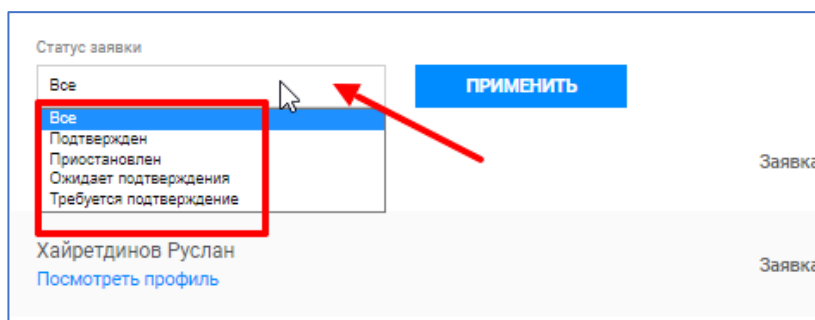 Статус заявки
Все
ПРИМЕНИТЬ
Все
Подтвержден
Приостановлен
Ожидает подтверждения
Требуется подтверждение
Заявка
Хайретдинов Руслан
Посмотреть профиль
Заявка